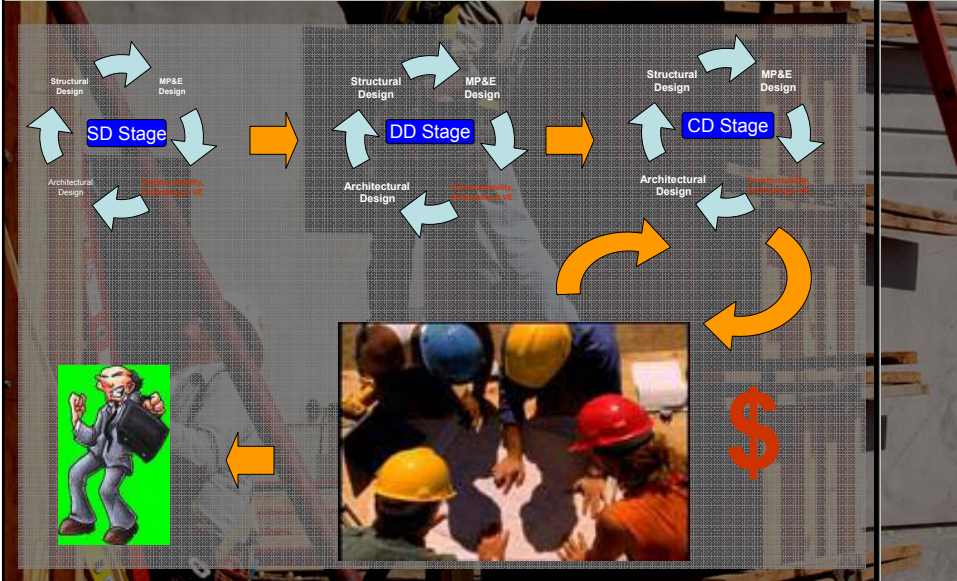 Structural
Design
MP&E
Design
SD Stage
Architectural
Design
Structural
Design
MP&E
Design
DD Stage
Architectural
Design
Structural
Design
MP&E
Design
CD Stage
Architectural
Design
$